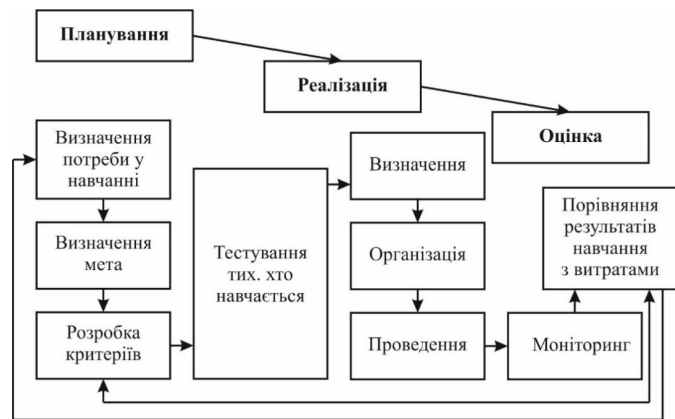 Планування
Реалізація
Оцінка
Визначення
потреби у
навчанні
Визначення
мета
Розробка
критеріїв
Тестування
тих. хто
навчається
Визначення
Організація
Проведення
Моніторинг
Порівняння
результатів
навчання
з витратами